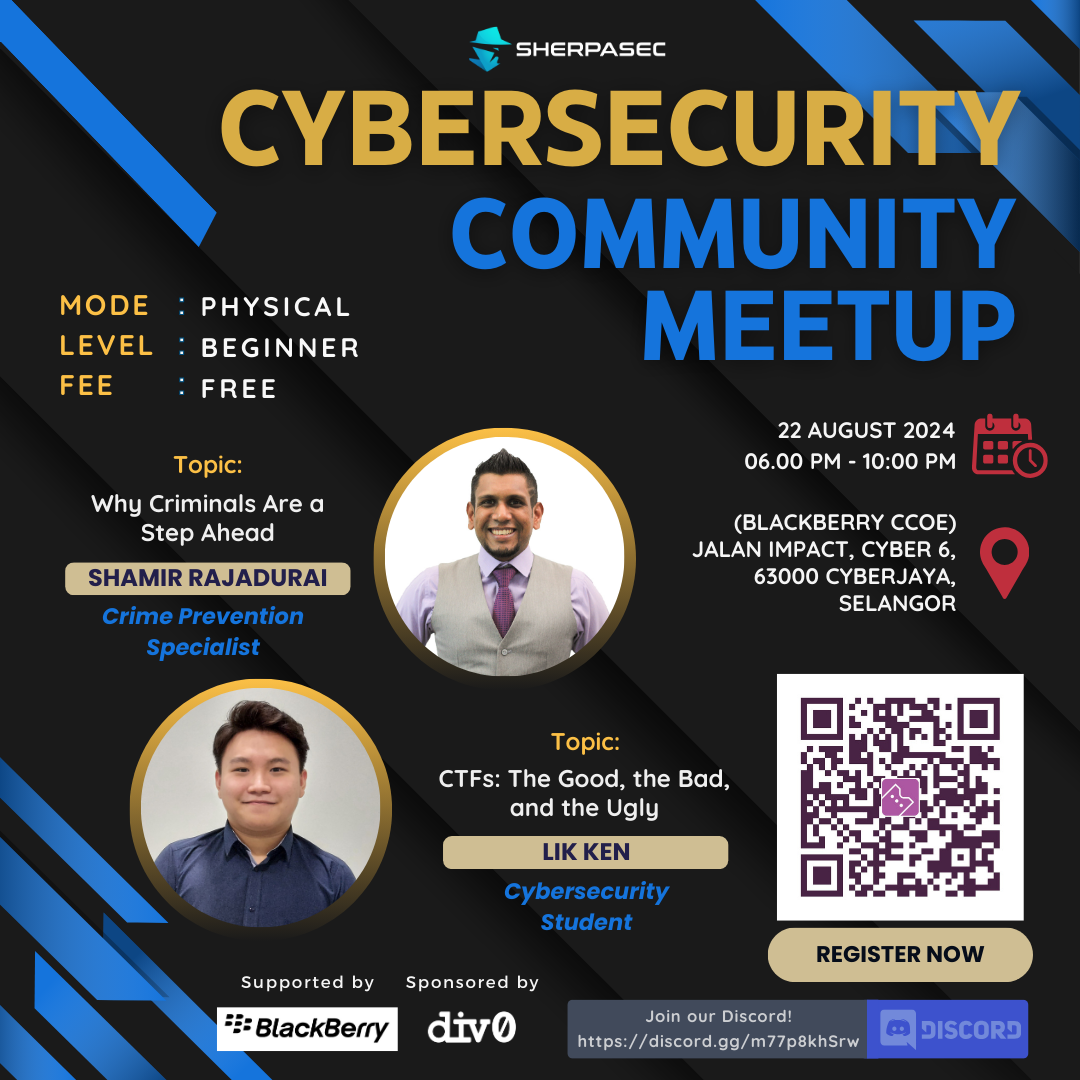 SHERPASEC
CYBERSECURITY
COMMUNITY
MEETUP
MODE : PHYSICAL
LEVEL : BEGINNER
FEE : FREE
22 AUGUST 2024
06.00 PM - 10:00 PM
(BLACKBERRY CCOE)
JALAN IMPACT, CYBER 6,
63000 CYBERJAYA,
SELANGOR
Topic:
Why Criminals Are a
Step Ahead
SHAMIR RAJADURAI
Crime Prevention
Specialist
Topic:
CTFs: The Good, the Bad,
and the Ugly
LIK KEN
Cybersecurity
Student
REGISTER NOW
Supported by
BlackBerry
Sponsored by
div0
Join our Discord!
https://discord.gg/m77p8khSrw
DISCORD